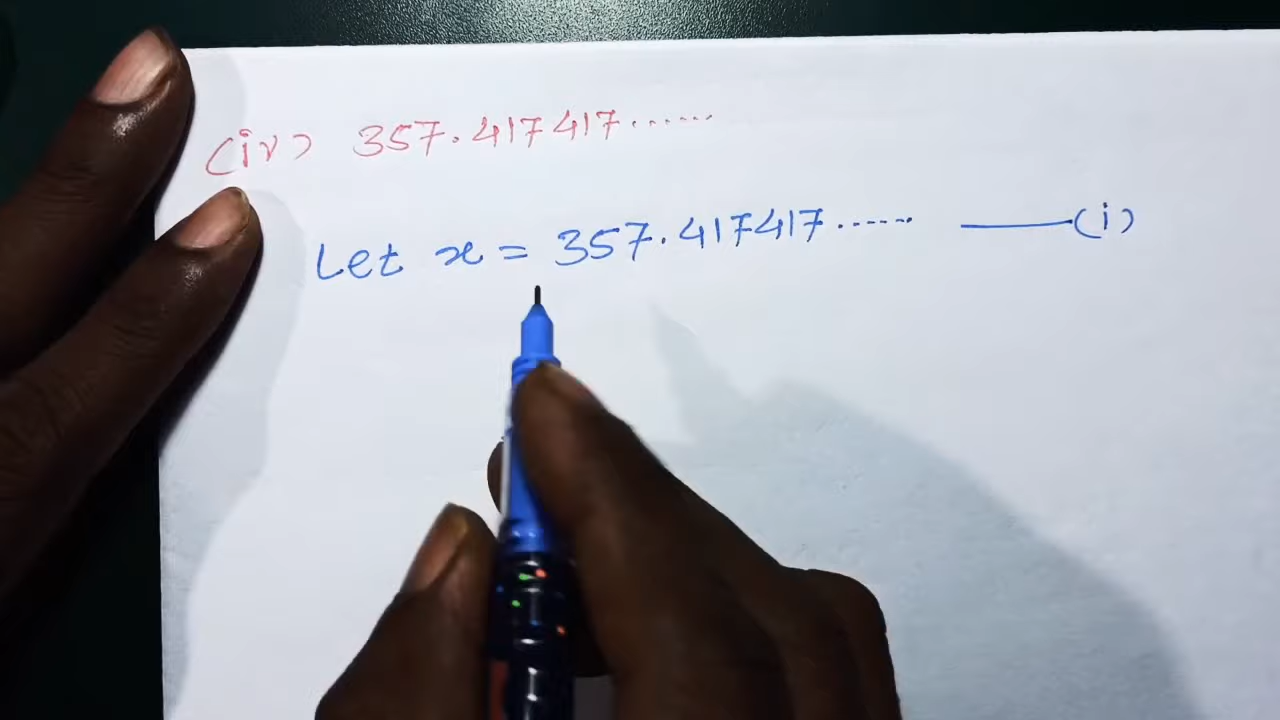 (iv) 357.417417......
Let x = 357.417417...... ——(i)